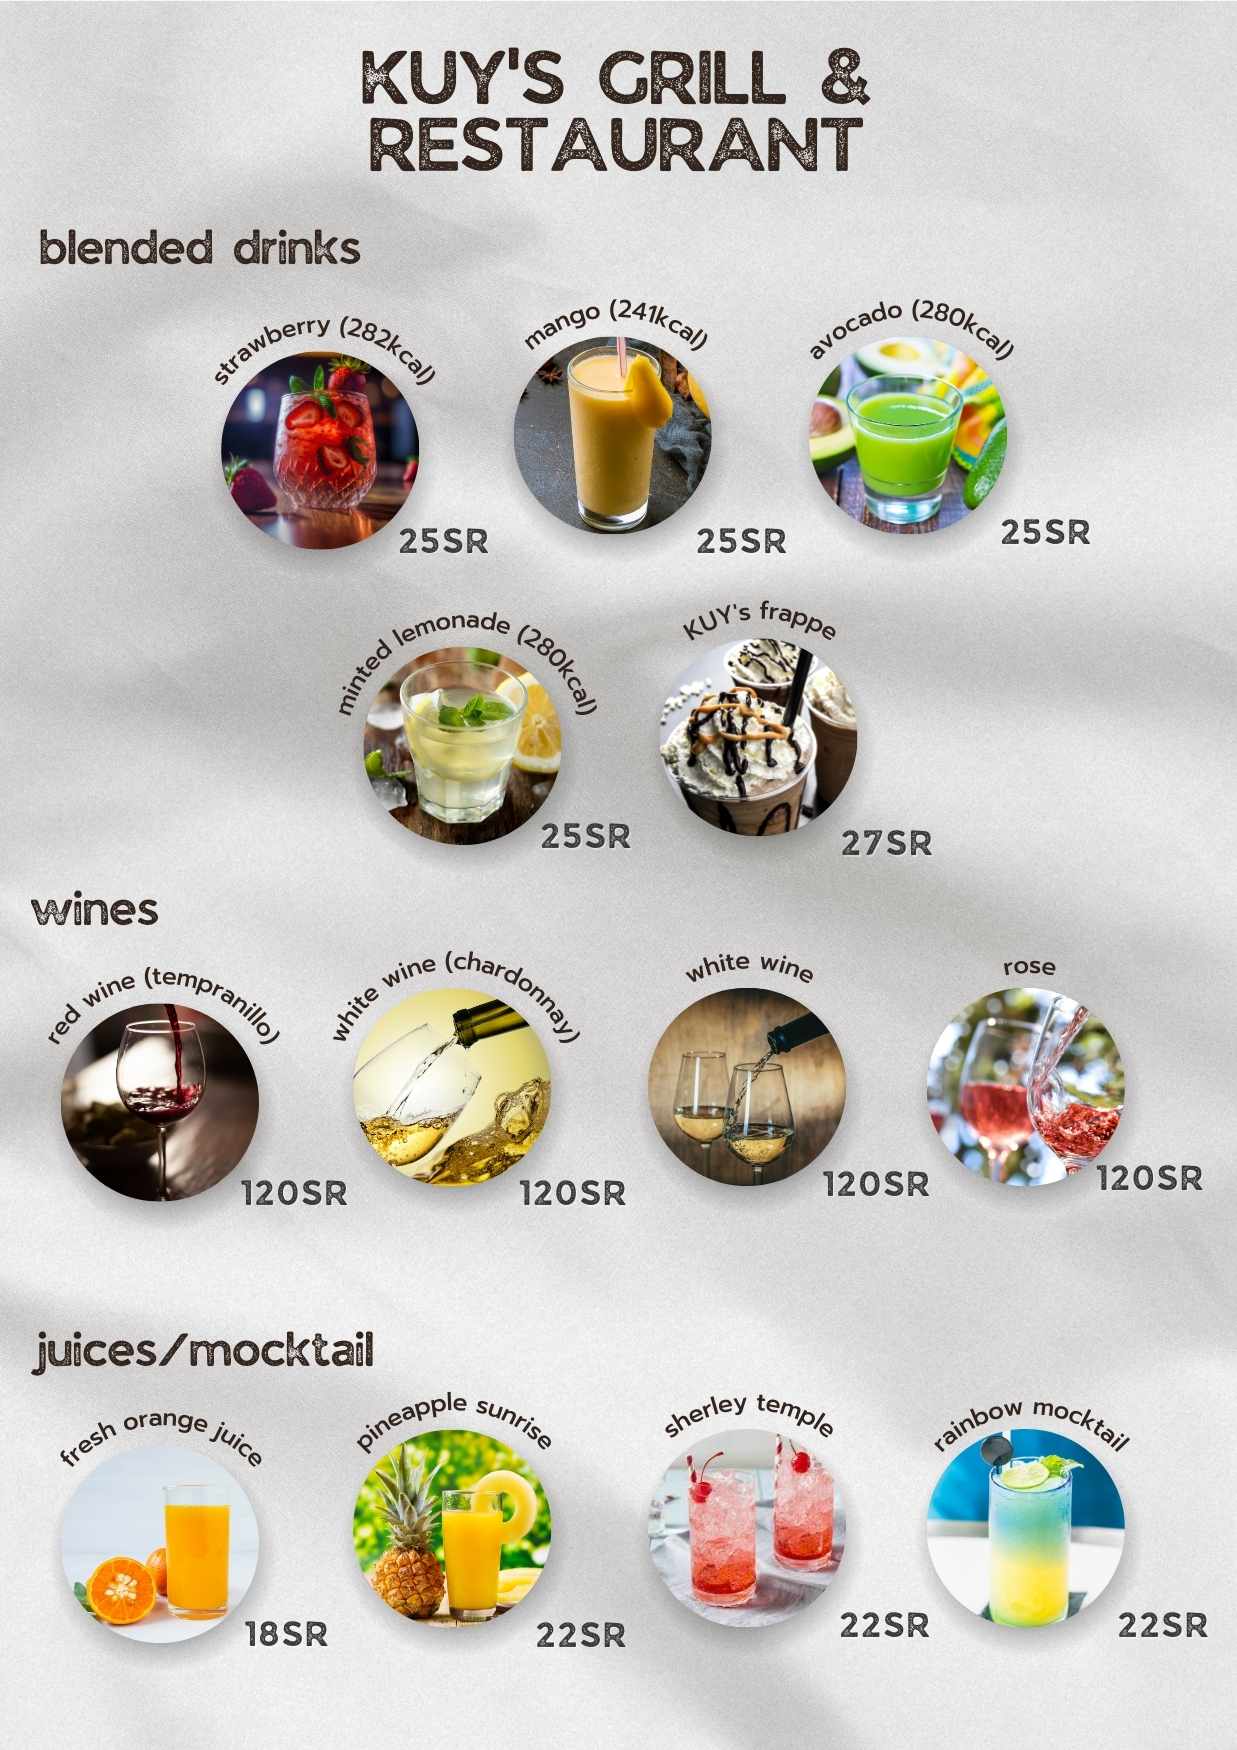 KUY'S GRILL &
RESTAURANT
blended drinks
strawberry (282kcal)
25SR
mango (241kcal)
25SR
avocado (280kcal)
25SR
minted lemonade (280kcal)
25SR
KUY's frappe
27SR
wines
red wine (tempranillo)
120SR
white wine (chardonnay)
120SR
white wine
120SR
rose
120SR
juices/mocktail
fresh orange juice
18SR
pineapple sunrise
22SR
sherley temple
22SR
rainbow mocktail
22SR